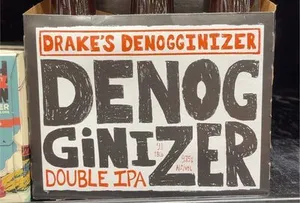 DRAKE'S DENOGGINIZER
DENOG
GiNiZER
DOUBLE IPA